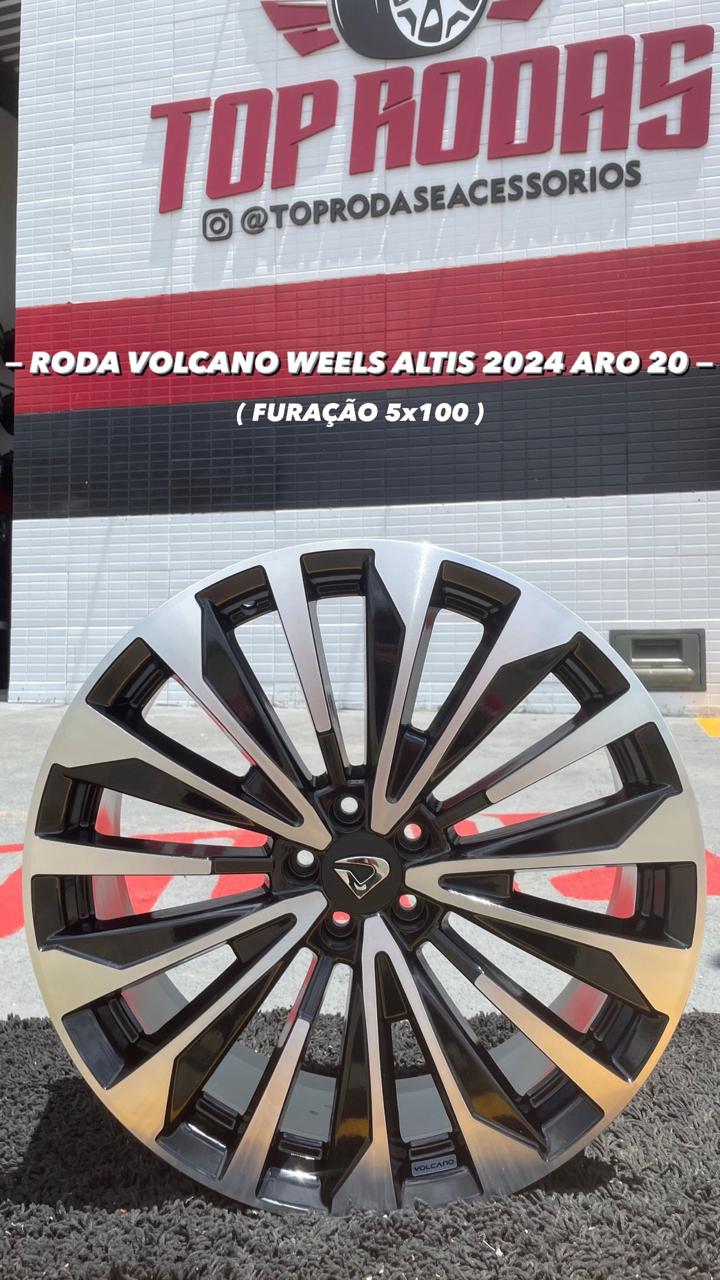 TOP RODAS
@TOPRODASEACESSORIOS
– RODA VOLCANO WEELS ALTIS 2024 ARO 20 –
( FURAÇÃO 5x100 )
VOLCANO